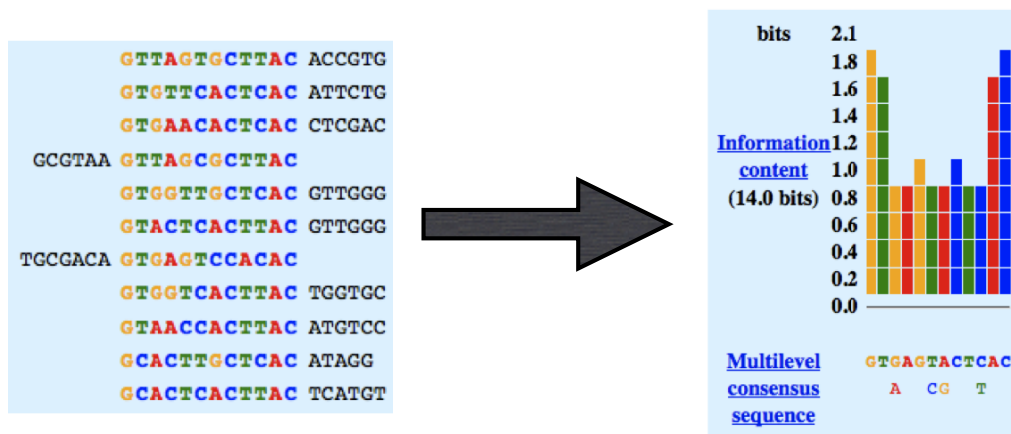 GTTAGTGCTTAC ACCGTG
GTGTTCACTCAC ATTCTG
GTGAACACTCAC CTCGAC
GCGTAA GTTAGCGCTTAC
GTGGTTGCTCAC GTTGGG
GTACTCACTTAC GTTGGG
TGCGACA GTGAGTCCACAC
GTGGTCACTTAC TGGTGC
GTAACCACTTAC ATGTCC
GCACTTGCTCAC ATAGG
GCACTCACTTAC TCATGT
bits 2.1
1.8
1.6
1.4
Information 1.2
content 1.0
(14.0 bits) 0.8
0.6
0.4
0.2
0.0
Multilevel GTGAGTACTCAC
consensus A CG T
sequence